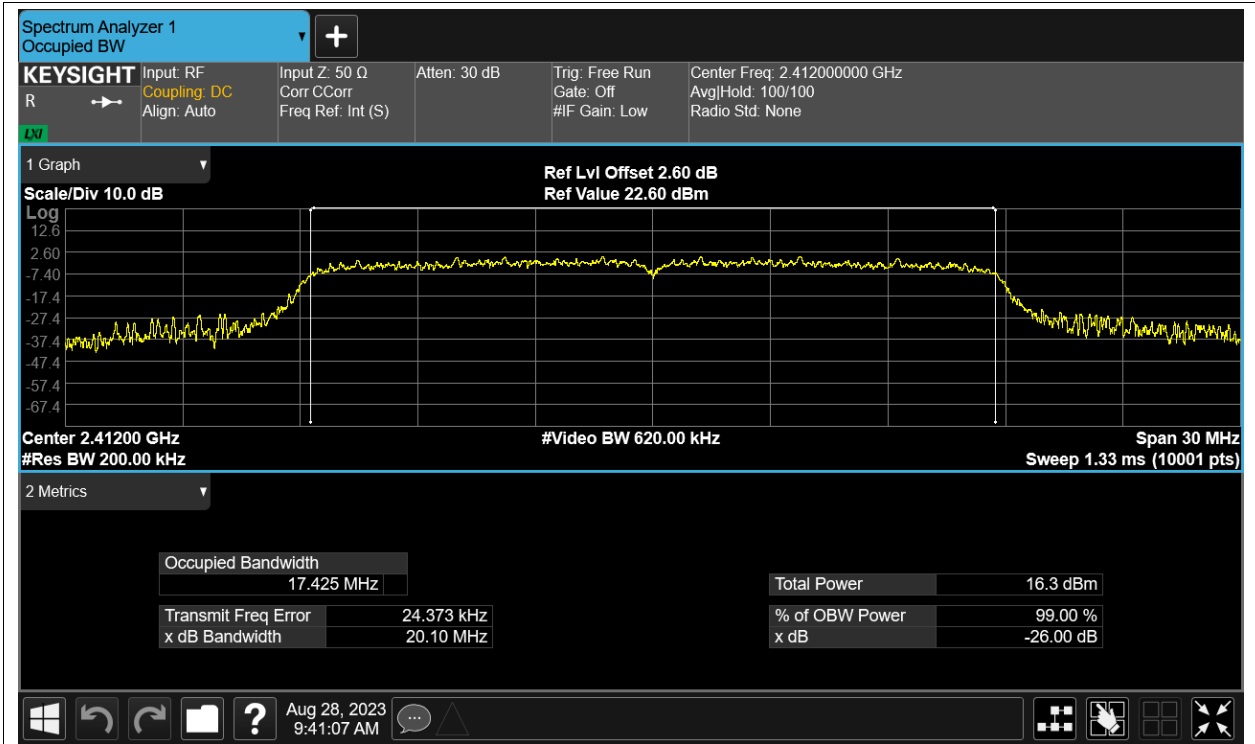 Spectrum Analyzer 1
Occupied BW
KEYSIGHT
R
LXI
Input: RF
Coupling: DC
Align: Auto
Input Z: 50 Ω
Corr CCorr
Freq Ref: Int (S)
Atten: 30 dB
Trig: Free Run
Gate: Off
#IF Gain: Low
Center Freq: 2.412000000 GHz
Avg|Hold: 100/100
Radio Std: None
1 Graph
Scale/Div 10.0 dB
Ref Lvl Offset 2.60 dB
Ref Value 22.60 dBm
Log
12.6
2.60
-7.40
-17.4
-27.4
-37.4
-47.4
-57.4
-67.4
Center 2.41200 GHz
#Res BW 200.00 kHz
#Video BW 620.00 kHz
Span 30 MHz
Sweep 1.33 ms (10001 pts)
2 Metrics
Occupied Bandwidth
17.425 MHz
Transmit Freq Error 24.373 kHz
x dB Bandwidth 20.10 MHz
Total Power 16.3 dBm
% of OBW Power 99.00 %
x dB -26.00 dB
?
Aug 28, 2023
9:41:07 AM